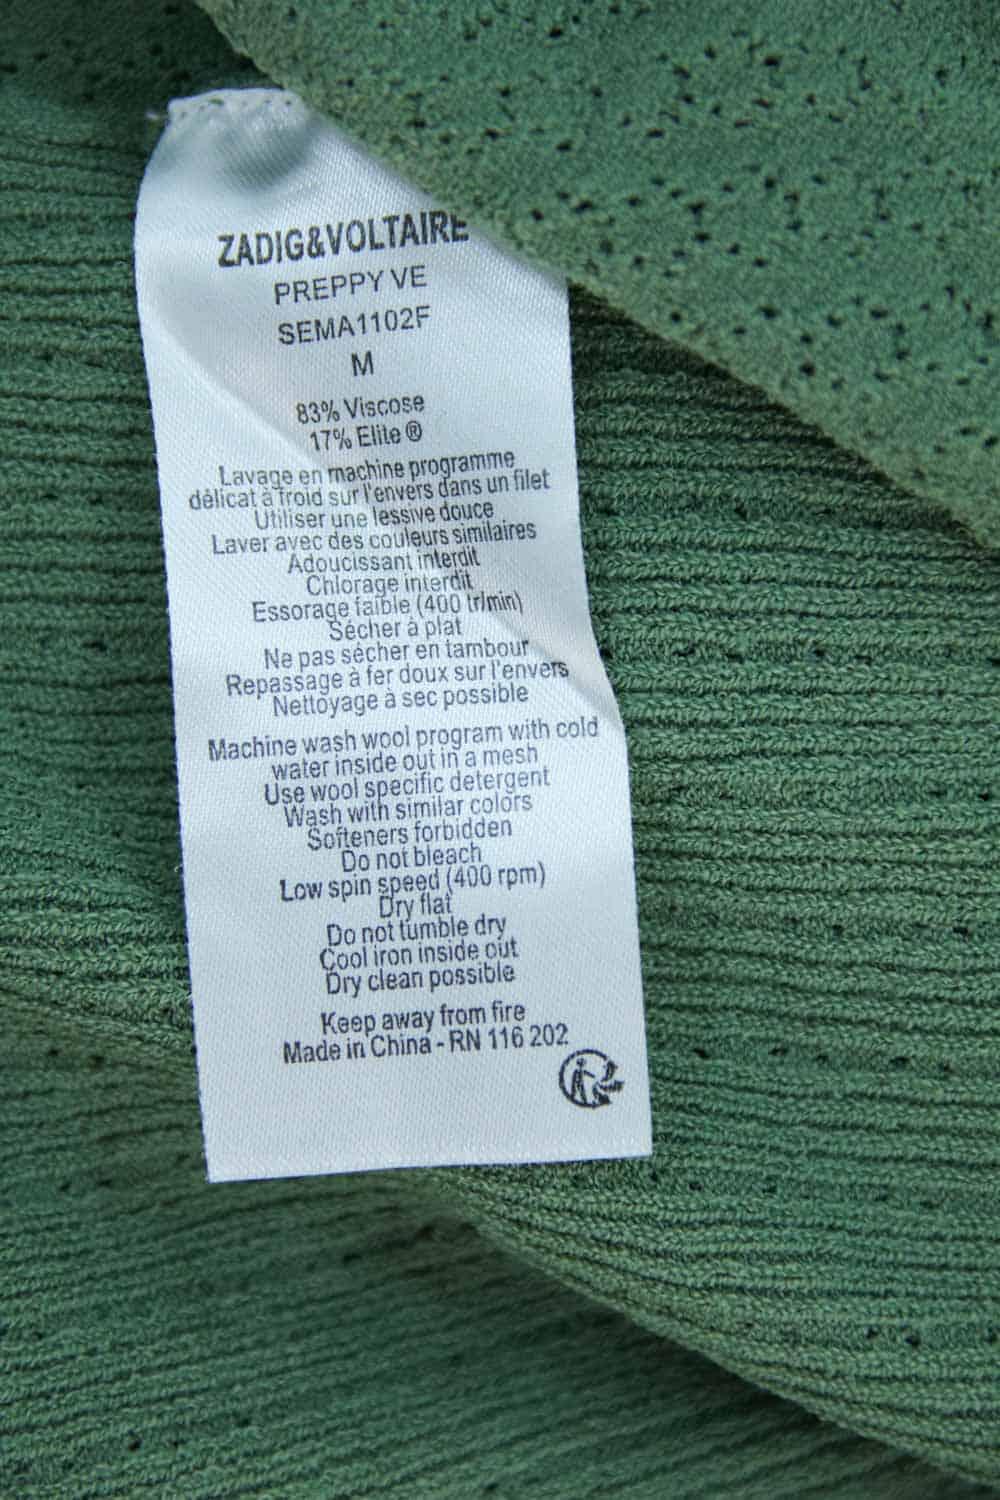 ZADIG&VOLTAIRE
PREPPY VE
SEMA1102F
M
83% Viscose
17% Elite ®
Lavage en machine programme
délicat à froid sur l'envers dans un filet
Utiliser une lessive douce
Laver avec des couleurs similaires
Adoucissant interdit
Chlorage interdit
Essorage faible (400 tr/min)
Sécher à plat
Ne pas sécher en tambour
Repassage à fer doux sur l'envers
Nettoyage à sec possible
Machine wash wool program with cold
water inside out in a mesh
Use wool specific detergent
Wash with similar colors
Softeners forbidden
Do not bleach
Low spin speed (400 rpm)
Dry flat
Do not tumble dry
Cool iron inside out
Dry clean possible
Keep away from fire
Made in China - RN 116 202